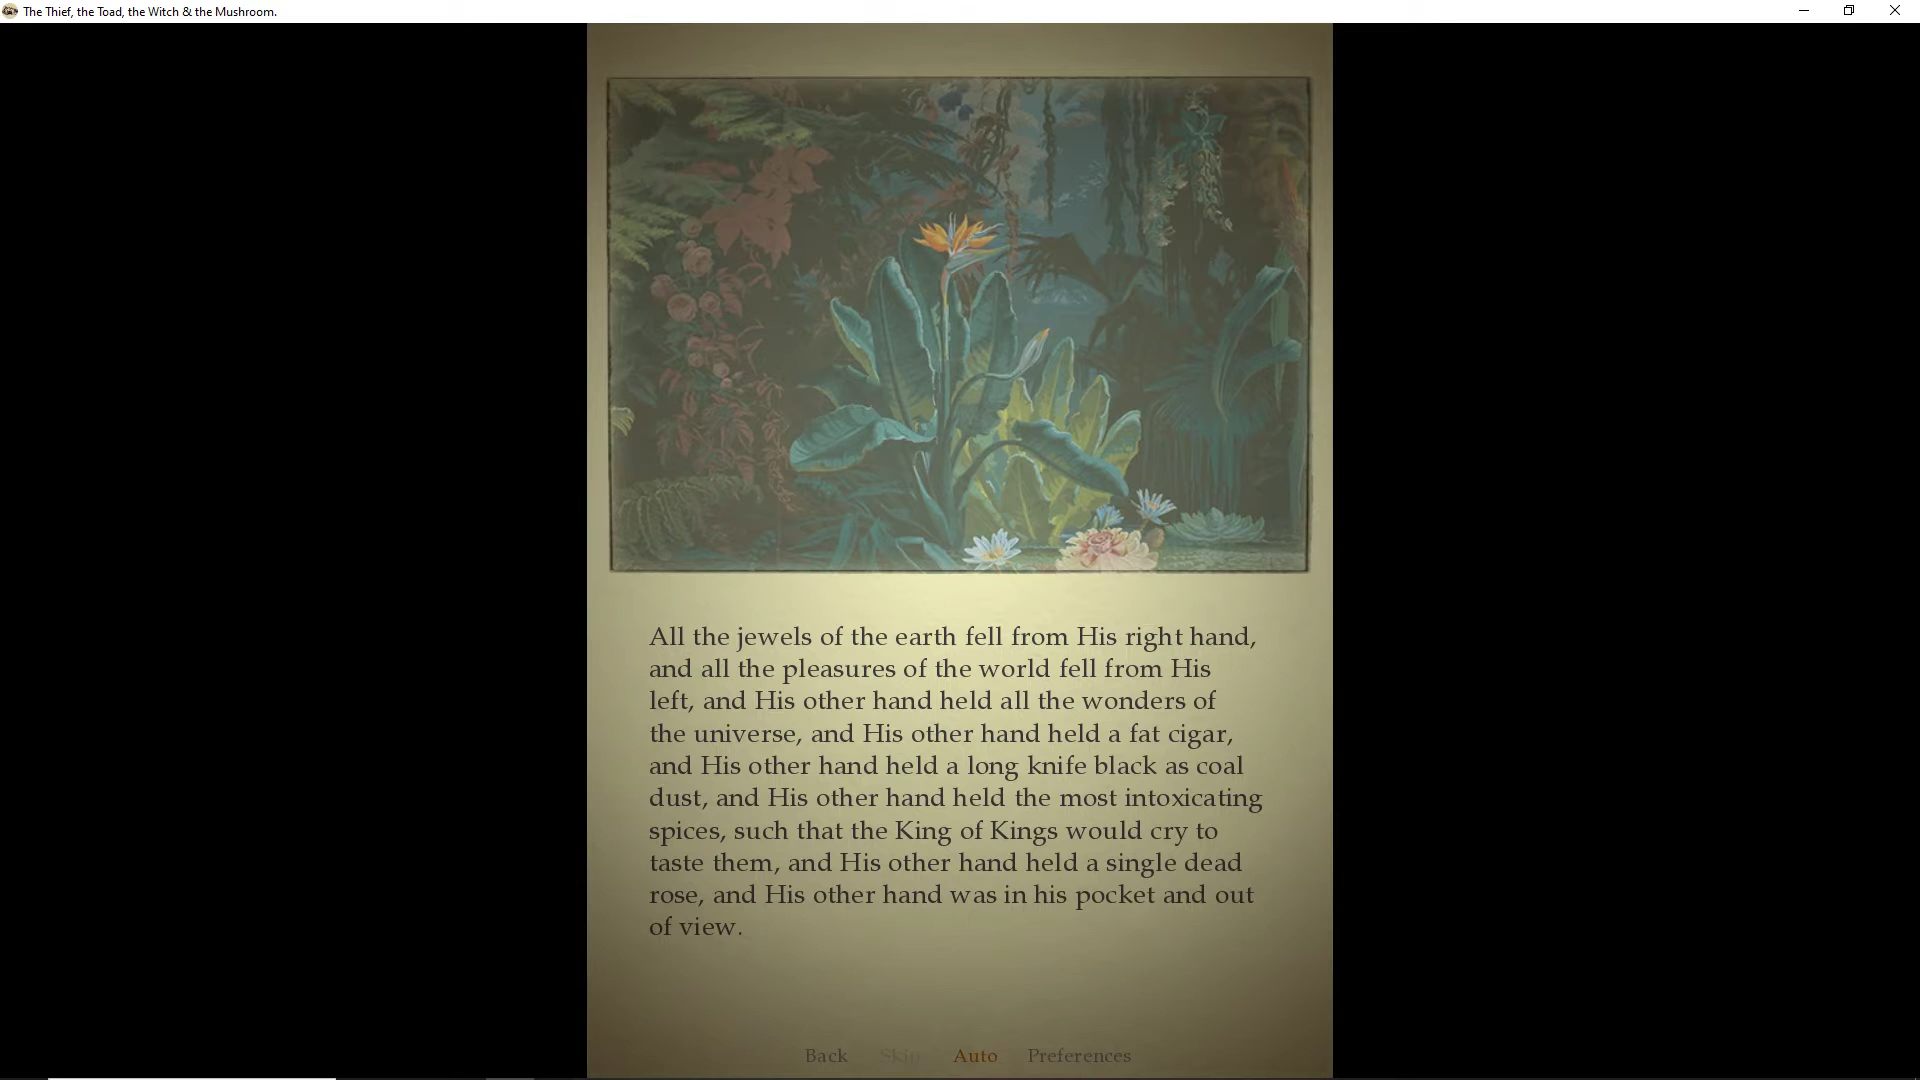 The Thief, the Toad, the Witch & the Mushroom.
All the jewels of the earth fell from His right hand,
and all the pleasures of the world fell from His
left, and His other hand held all the wonders of
the universe, and His other hand held a fat cigar,
and His other hand held a long knife black as coal
dust, and His other hand held the most intoxicating
spices, such that the King of Kings would cry to
taste them, and His other hand held a single dead
rose, and His other hand was in his pocket and out
of view.
Back Skip Auto Preferences